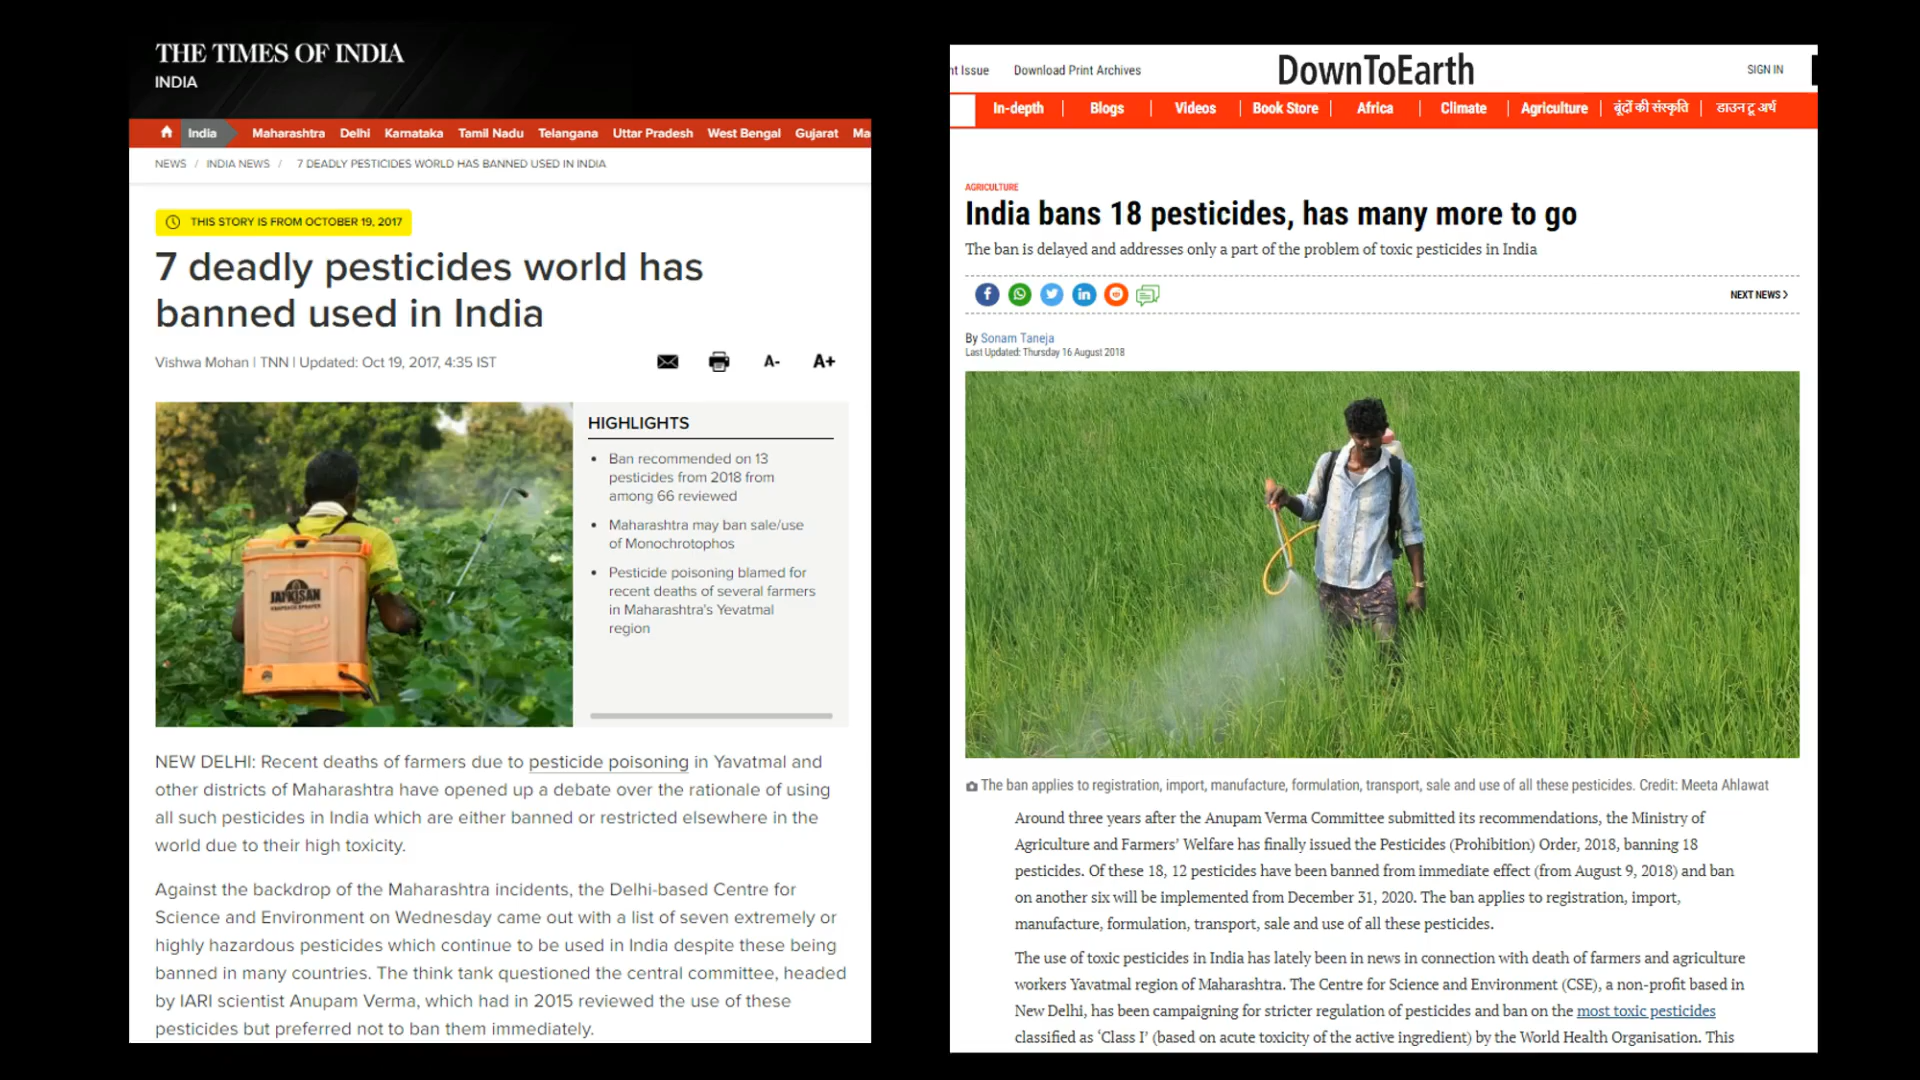 THE TIMES OF INDIA
INDIA
India Maharashtra Delhi Karnataka Tamil Nadu Telangana Uttar Pradesh West Bengal Gujarat Ma
NEWS / INDIA NEWS / 7 DEADLY PESTICIDES WORLD HAS BANNED USED IN INDIA
THIS STORY IS FROM OCTOBER 19, 2017
7 deadly pesticides world has
banned used in India
Vishwa Mohan | TNN | Updated: Oct 19, 2017, 4:35 IST
A- A+
JAI KISAN
HIGHLIGHTS
• Ban recommended on 13
pesticides from 2018 from
among 66 reviewed
• Maharashtra may ban sale/use
of Monochrotophos
• Pesticide poisoning blamed for
recent deaths of several farmers
in Maharashtra's Yevatmal
region
NEW DELHI: Recent deaths of farmers due to pesticide poisoning in Yavatmal and
other districts of Maharashtra have opened up a debate over the rationale of using
all such pesticides in India which are either banned or restricted elsewhere in the
world due to their high toxicity.
Against the backdrop of the Maharashtra incidents, the Delhi-based Centre for
Science and Environment on Wednesday came out with a list of seven extremely or
highly hazardous pesticides which continue to be used in India despite these being
banned in many countries. The think tank questioned the central committee, headed
by IARI scientist Anupam Verma, which had in 2015 reviewed the use of these
pesticides but preferred not to ban them immediately.
nt Issue Download Print Archives
DownToEarth
SIGN IN
In-depth | Blogs | Videos | Book Store | Africa | Climate | Agriculture | बूंदों की संस्कृति | डाउन टू अर्थ
AGRICULTURE
India bans 18 pesticides, has many more to go
The ban is delayed and addresses only a part of the problem of toxic pesticides in India
NEXT NEWS
By Sonam Taneja
Last Updated: Thursday 16 August 2018
The ban applies to registration, import, manufacture, formulation, transport, sale and use of all these pesticides. Credit: Meeta Ahlawat
Around three years after the Anupam Verma Committee submitted its recommendations, the Ministry of
Agriculture and Farmers' Welfare has finally issued the Pesticides (Prohibition) Order, 2018, banning 18
pesticides. Of these 18, 12 pesticides have been banned from immediate effect (from August 9, 2018) and ban
on another six will be implemented from December 31, 2020. The ban applies to registration, import,
manufacture, formulation, transport, sale and use of all these pesticides.
The use of toxic pesticides in India has lately been in news in connection with death of farmers and agriculture
workers Yavatmal region of Maharashtra. The Centre for Science and Environment (CSE), a non-profit based in
New Delhi, has been campaigning for stricter regulation of pesticides and ban on the most toxic pesticides
classified as 'Class I' (based on acute toxicity of the active ingredient) by the World Health Organisation. This